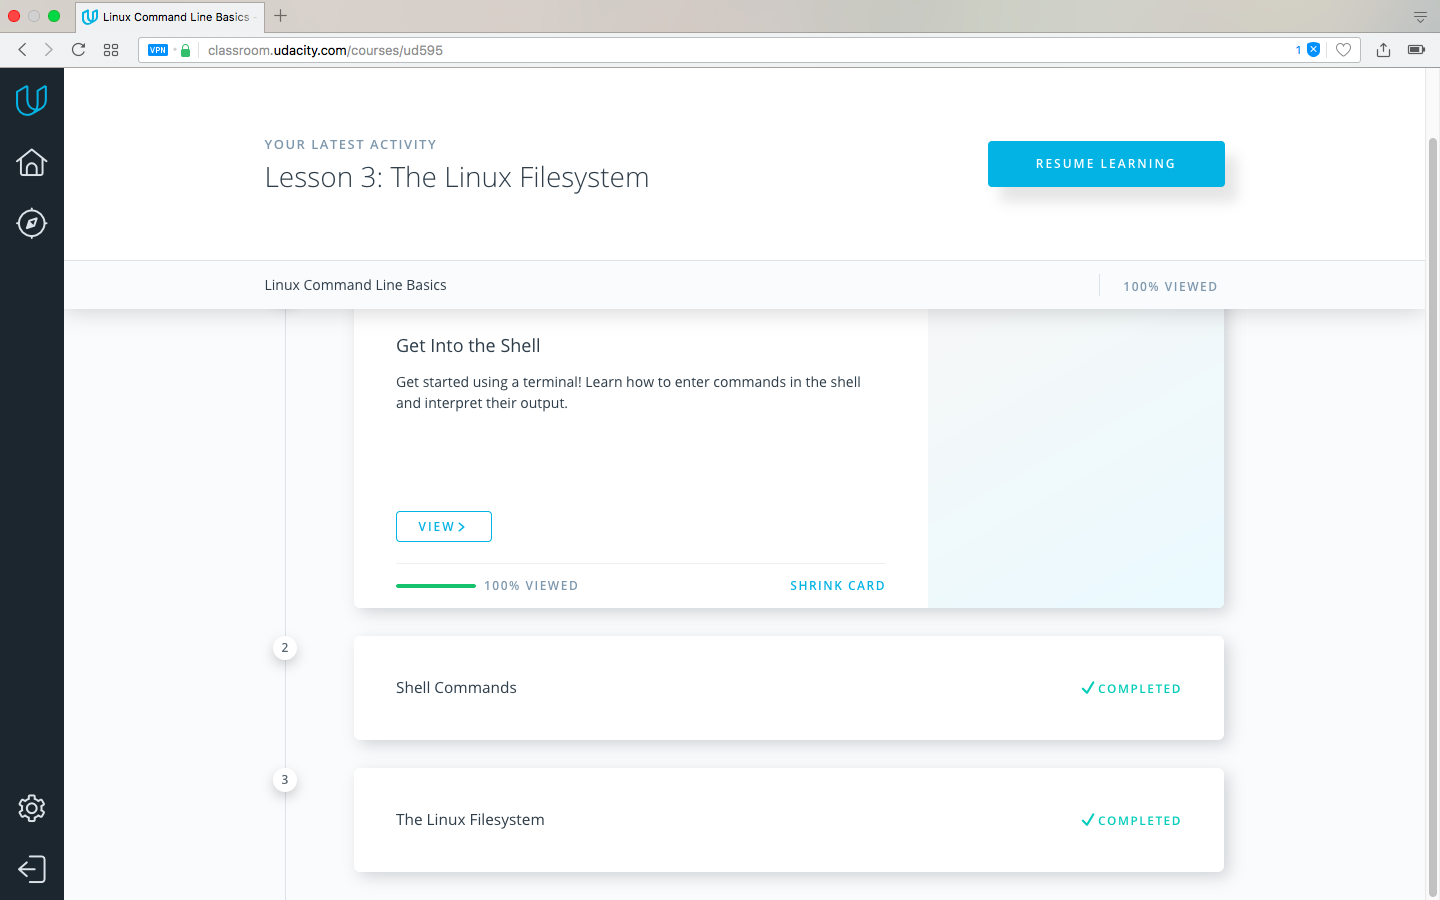 Linux Command Line Basics -
VPN
classroom.udacity.com/courses/ud595
1
YOUR LATEST ACTIVITY
Lesson 3: The Linux Filesystem
RESUME LEARNING
Linux Command Line Basics
100% VIEWED
Get Into the Shell
Get started using a terminal! Learn how to enter commands in the shell
and interpret their output.
VIEW
100% VIEWED
SHRINK CARD
2
Shell Commands
COMPLETED
3
The Linux Filesystem
COMPLETED